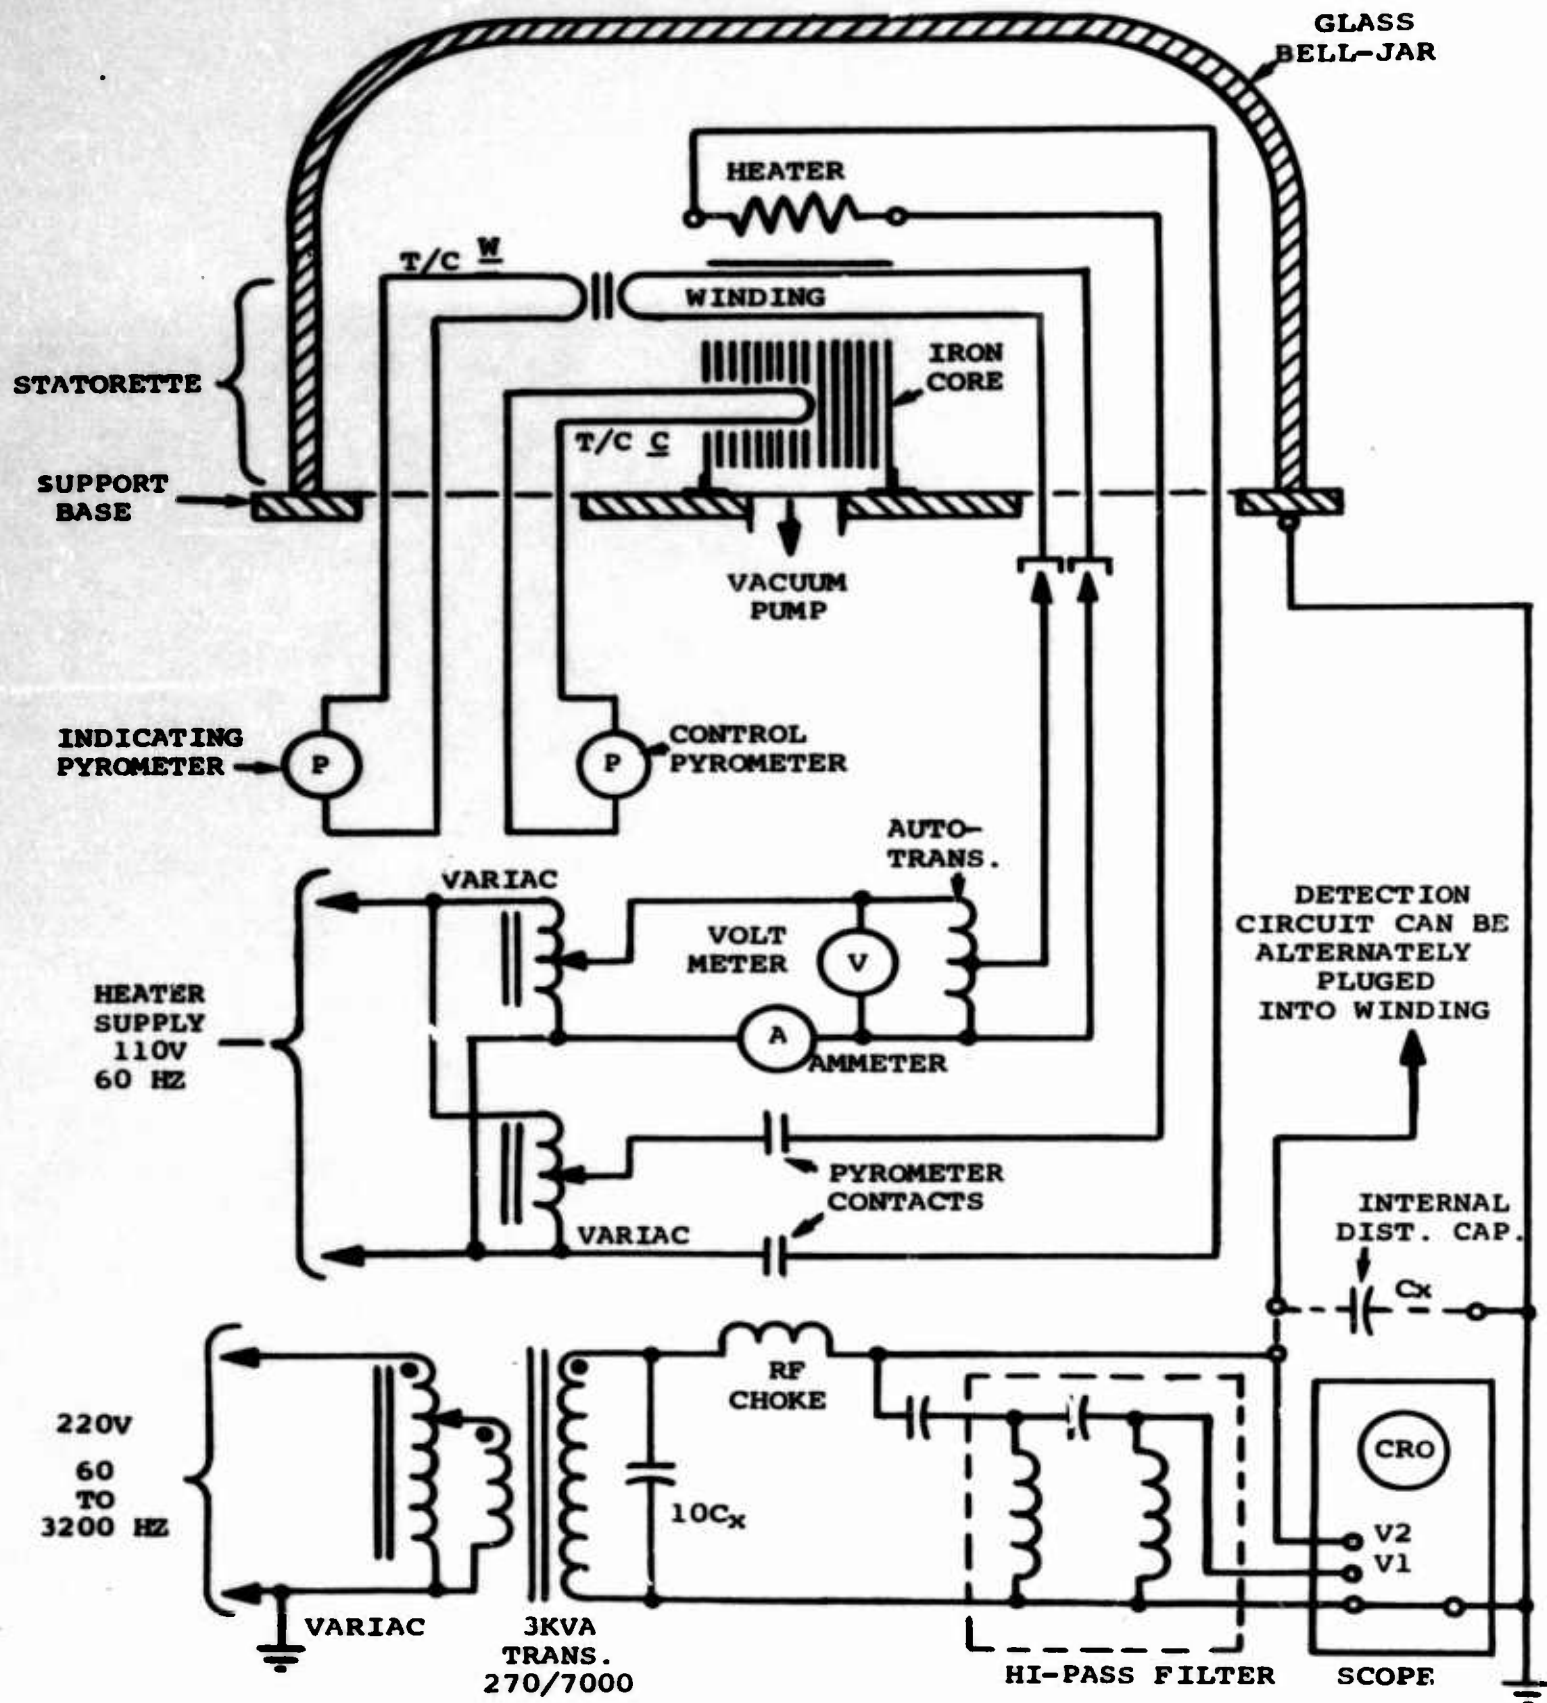 GLASS
BELL-JAR
HEATER
T/C W
WINDING
IRON
CORE
STATORETTE
T/C C
SUPPORT
BASE
VACUUM
PUMP
INDICATING
PYROMETER
P
P
CONTROL
PYROMETER
AUTO-
TRANS.
VARIAC
VOLT
METER
V
DETECTION
CIRCUIT CAN BE
ALTERNATELY
PLUGED
INTO WINDING
HEATER
SUPPLY
110V
60 HZ
A
AMMETER
PYROMETER
CONTACTS
VARIAC
INTERNAL
DIST. CAP.
Cx
RF
CHOKE
220V
60
TO
3200 HZ
10Cx
CRO
V2
V1
VARIAC
3KVA
TRANS.
270/7000
HI-PASS FILTER
SCOPE